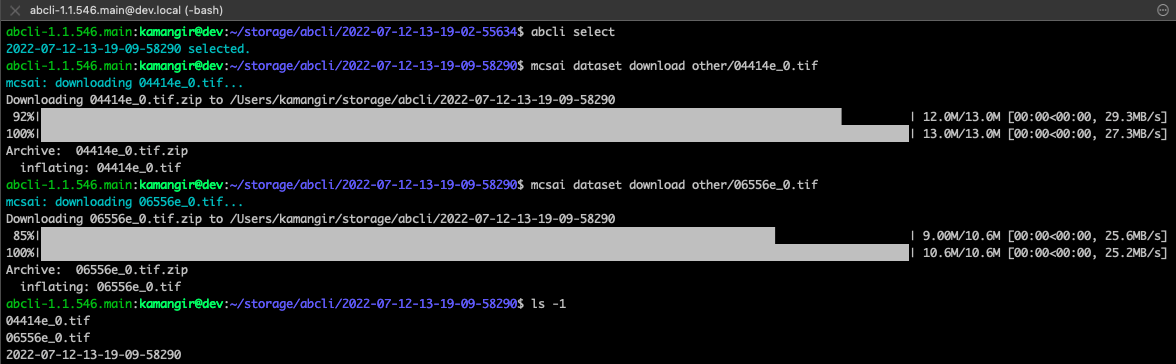 abcli-1.1.546.main@dev.local (-bash)
abcli-1.1.546.main:kamangir@dev:~/storage/abcli/2022-07-12-13-19-02-55634$ abcli select
2022-07-12-13-19-09-58290 selected.
abcli-1.1.546.main:kamangir@dev:~/storage/abcli/2022-07-12-13-19-09-58290$ mcsai dataset download other/04414e_0.tif
mcsai: downloading 04414e_0.tif...
Downloading 04414e_0.tif.zip to /Users/kamangir/storage/abcli/2022-07-12-13-19-09-58290
92%| | 12.0M/13.0M [00:00<00:00, 29.3MB/s]
100%| | 13.0M/13.0M [00:00<00:00, 27.3MB/s]
Archive:  04414e_0.tif.zip
  inflating: 04414e_0.tif
abcli-1.1.546.main:kamangir@dev:~/storage/abcli/2022-07-12-13-19-09-58290$ mcsai dataset download other/06556e_0.tif
mcsai: downloading 06556e_0.tif...
Downloading 06556e_0.tif.zip to /Users/kamangir/storage/abcli/2022-07-12-13-19-09-58290
85%| | 9.00M/10.6M [00:00<00:00, 25.6MB/s]
100%| | 10.6M/10.6M [00:00<00:00, 25.2MB/s]
Archive:  06556e_0.tif.zip
  inflating: 06556e_0.tif
abcli-1.1.546.main:kamangir@dev:~/storage/abcli/2022-07-12-13-19-09-58290$ ls -1
04414e_0.tif
06556e_0.tif
2022-07-12-13-19-09-58290